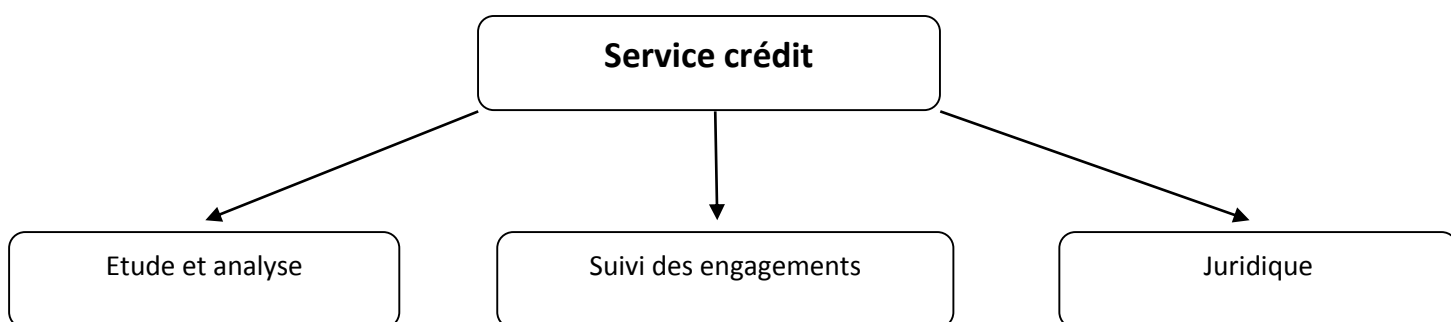 Service crédit
Etude et analyse
Suivi des engagements
Juridique